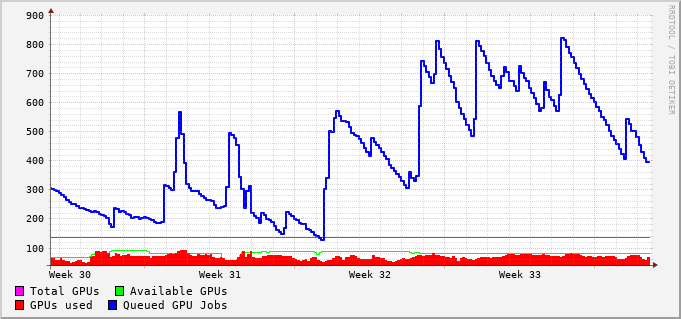 900
800
700
600
500
400
300
200
100
Week 30 Week 31 Week 32 Week 33
Total GPUs Available GPUs
GPUs used Queued GPU Jobs
RRDTOOL / TOBI OETIKER